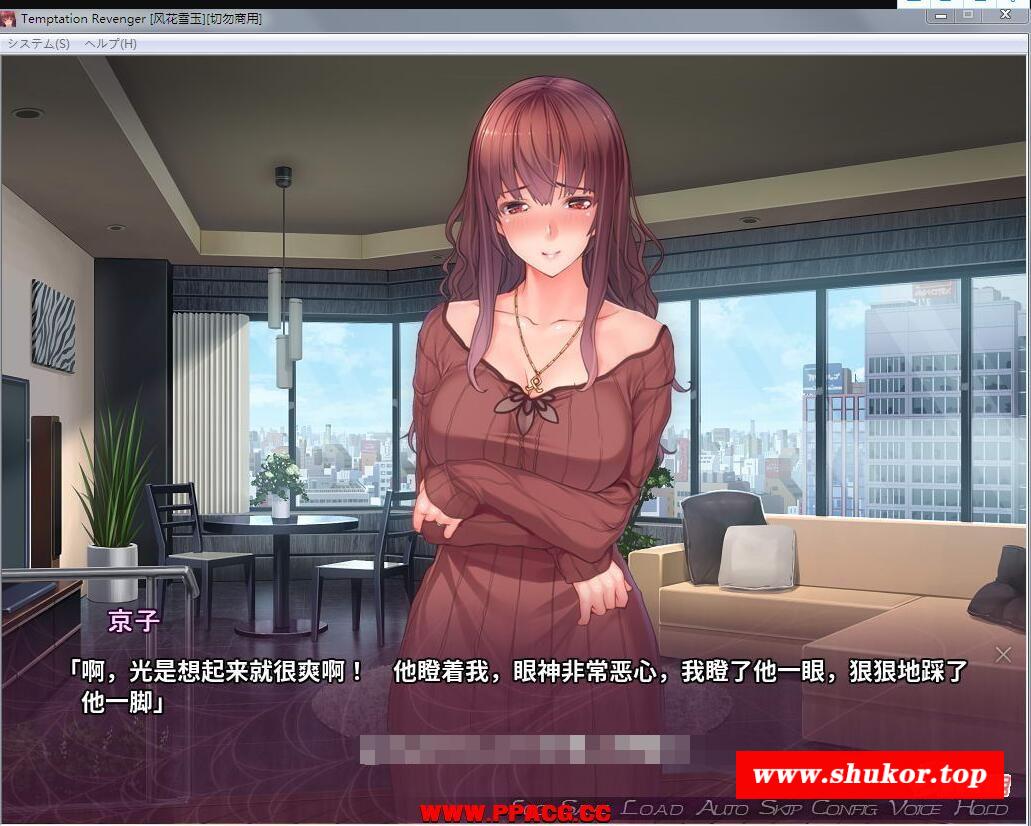 Temptation Revenger [风花雪玉][切勿商用]
システム(S) ヘルプ(H)
京子
「啊，光是想起来就很爽啊！ 他瞪着我，眼神非常恶心，我瞪了他一眼，狠狠地踩了
他一脚」
www.shukor.top
WWW.PPACG.CC
LOAD AUTO SKIP CONFIG VOICE HOLD